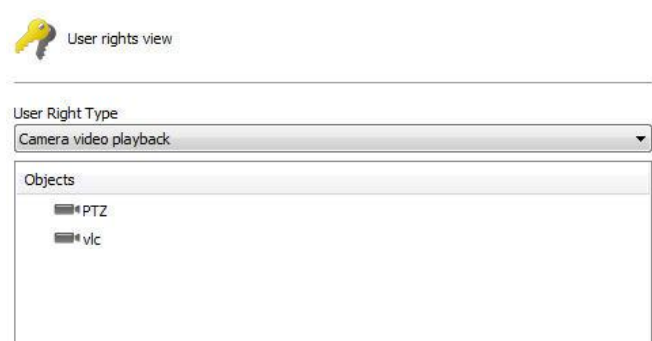 User rights view
User Right Type
Camera video playback
Objects
PTZ
vlc